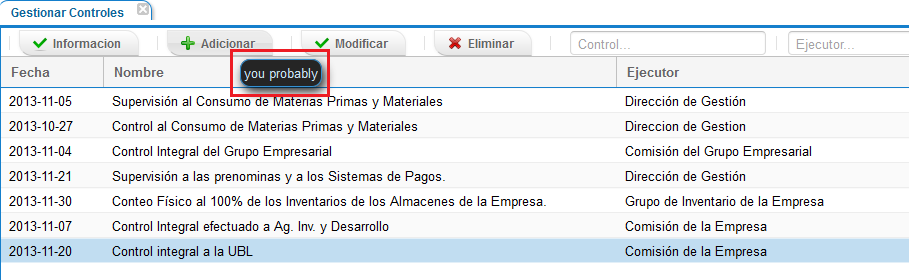 Gestionar Controles
Informacion Adicionar Modificar Eliminar Control... Ejecutor...
Fecha Nombre you probably Ejecutor
2013-11-05 Supervisión al Consumo de Materias Primas y Materiales Dirección de Gestión
2013-10-27 Control al Consumo de Materias Primas y Materiales Direccion de Gestion
2013-11-04 Control Integral del Grupo Empresarial Comisión del Grupo Empresarial
2013-11-21 Supervisión a las prenominas y a los Sistemas de Pagos. Dirección de Gestión
2013-11-30 Conteo Físico al 100% de los Inventarios de los Almacenes de la Empresa. Grupo de Inventario de la Empresa
2013-11-07 Control Integral efectuado a Ag. Inv. y Desarrollo Comisión de la Empresa
2013-11-20 Control integral a la UBL Comisión de la Empresa